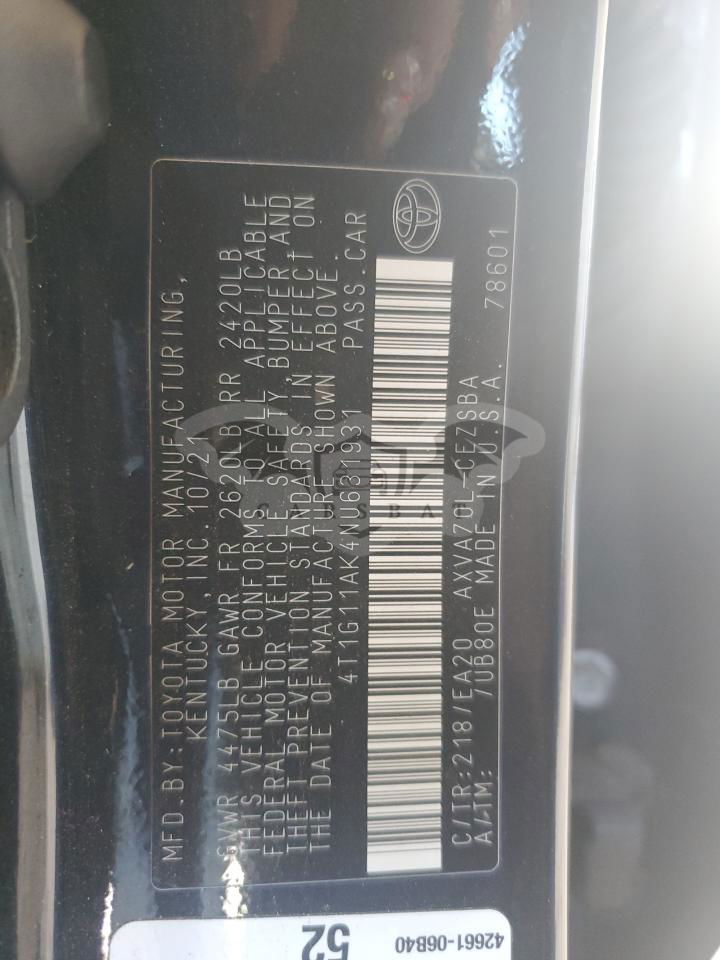 MFD.BY:TOYOTA MOTOR MANUFACTURING,
KENTUCKY, INC. 10/21
GVWR 4475LB GAWR FR 2620LB RR 2420LB
THIS VEHICLE CONFORMS TO ALL APPLICABLE
FEDERAL MOTOR VEHICLE SAFETY, BUMPER AND
THEFT PREVENTION STANDARDS IN EFFECT ON
THE DATE OF MANUFACTURE SHOWN ABOVE.
4T1G11AK4NU631931 PASS.CAR
C/TR:218/EA20 AXVA70L-CEZSBA
A/TM: /UB80E MADE IN U.S.A. 78601
CARSBAT
52
42661-06B40